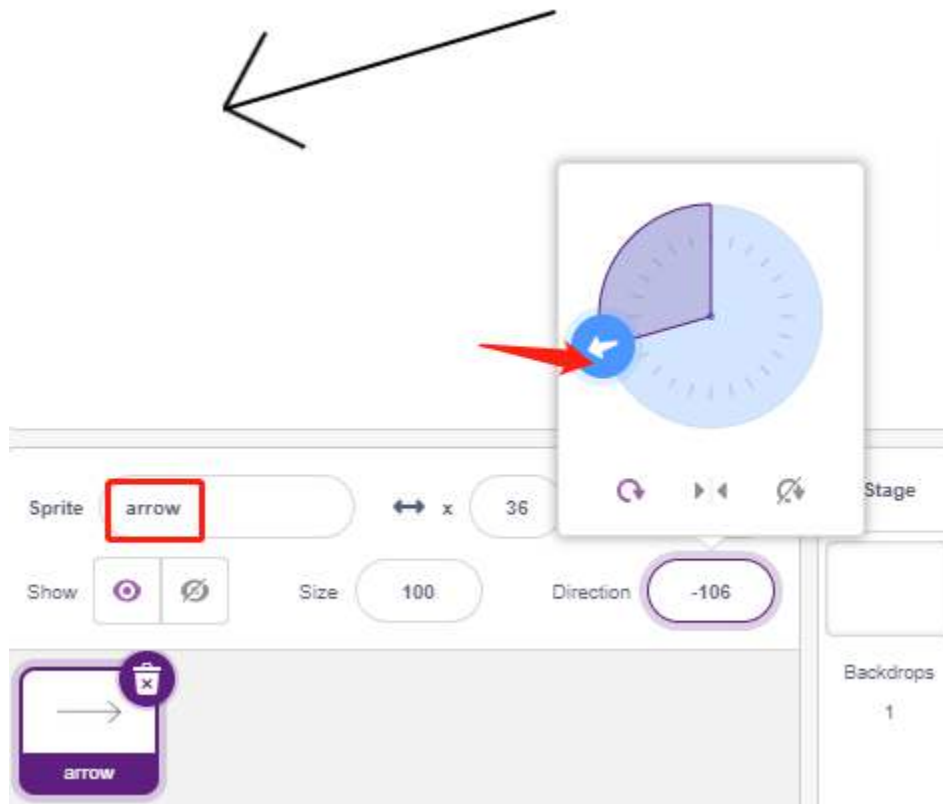 Sprite arrow x 36 Stage
Show Size 100 Direction -106
Backdrops
1
arrow